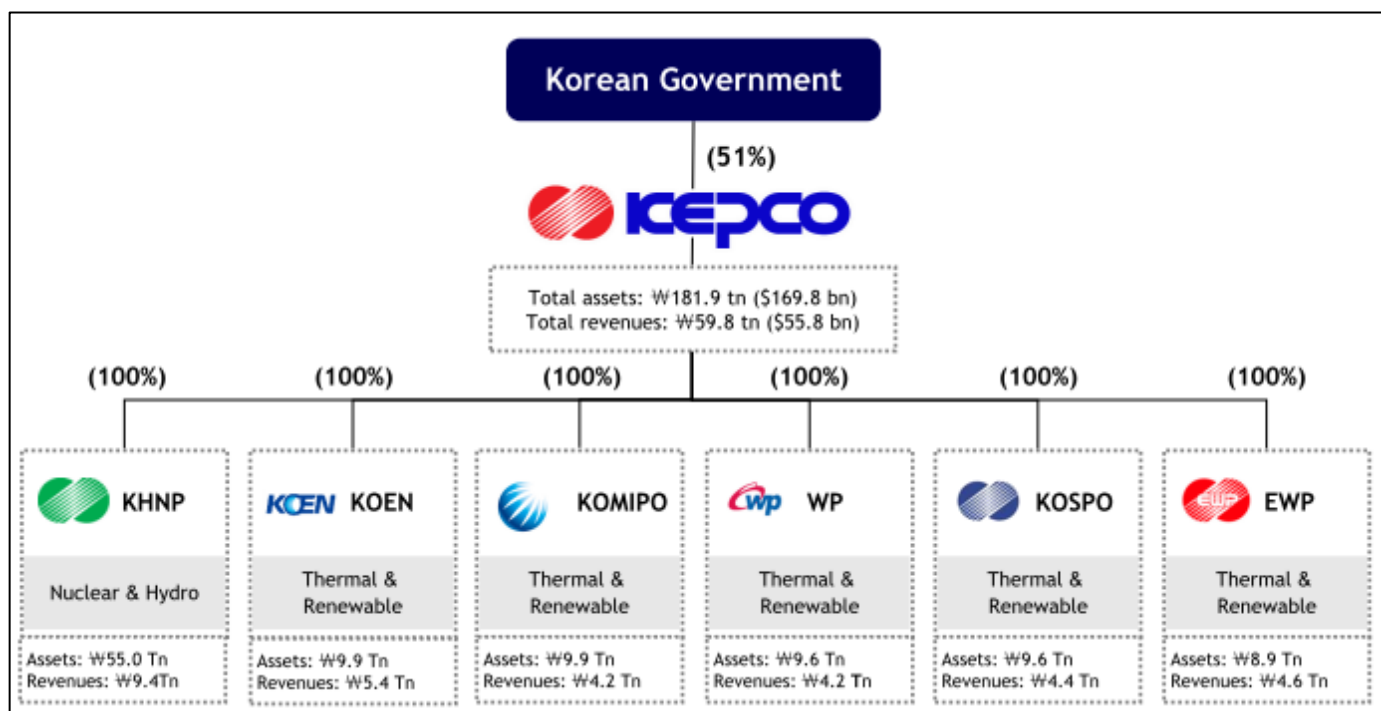 Korean Government
(51%)
KEPCO
Total assets: ₩181.9 tn ($169.8 bn)
Total revenues: ₩59.8 tn ($55.8 bn)
(100%)
(100%)
(100%)
(100%)
(100%)
(100%)
KHNP
Nuclear & Hydro
Assets: ₩55.0 Tn
Revenues: ₩9.4Tn
KOEN KOEN
Thermal &
Renewable
Assets: ₩9.9 Tn
Revenues: ₩5.4 Tn
KOMIPO
Thermal &
Renewable
Assets: ₩9.9 Tn
Revenues: ₩4.2 Tn
wp WP
Thermal &
Renewable
Assets: ₩9.6 Tn
Revenues: ₩4.2 Tn
KOSPO
Thermal &
Renewable
Assets: ₩9.6 Tn
Revenues: ₩4.4 Tn
EWP EWP
Thermal &
Renewable
Assets: ₩8.9 Tn
Revenues: ₩4.6 Tn